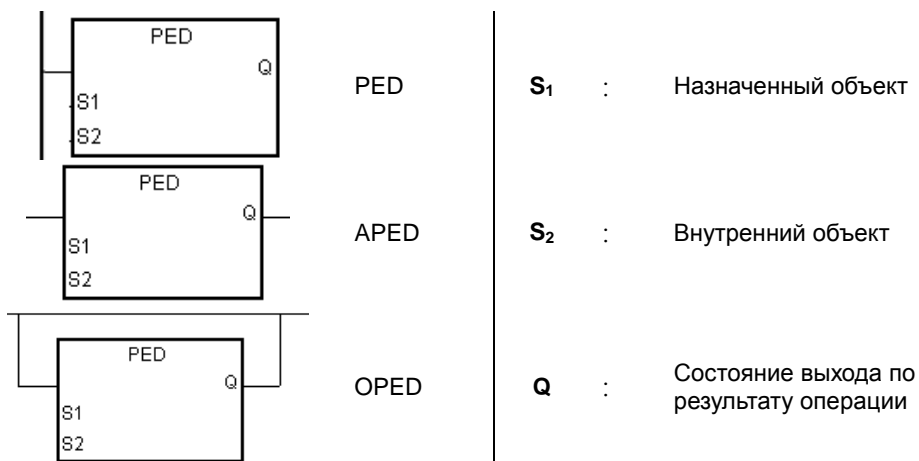 PED
Q
S1
S2
PED
S₁ : Назначенный объект
PED
Q
S1
S2
APED
S₂ : Внутренний объект
PED
Q
S1
S2
OPED
Q : Состояние выхода по
результату операции